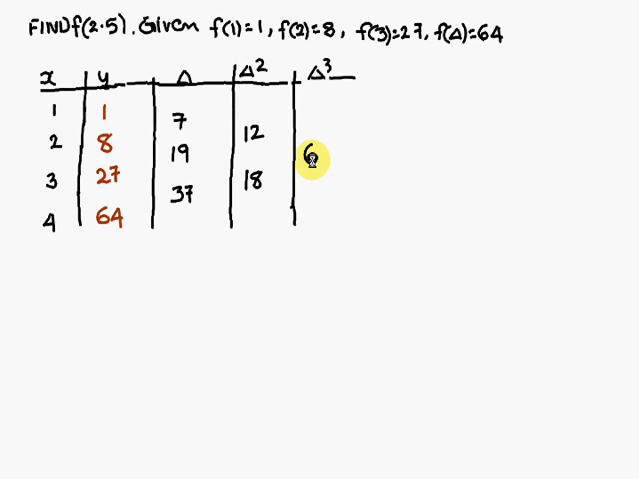 FIND f(2.5). Given f(1)=1, f(2)=8, f(3)=27, f(4)=64
x y Δ Δ²  Δ³
1 1
7
2 8 12
19 6
3 27 18
37
4 64